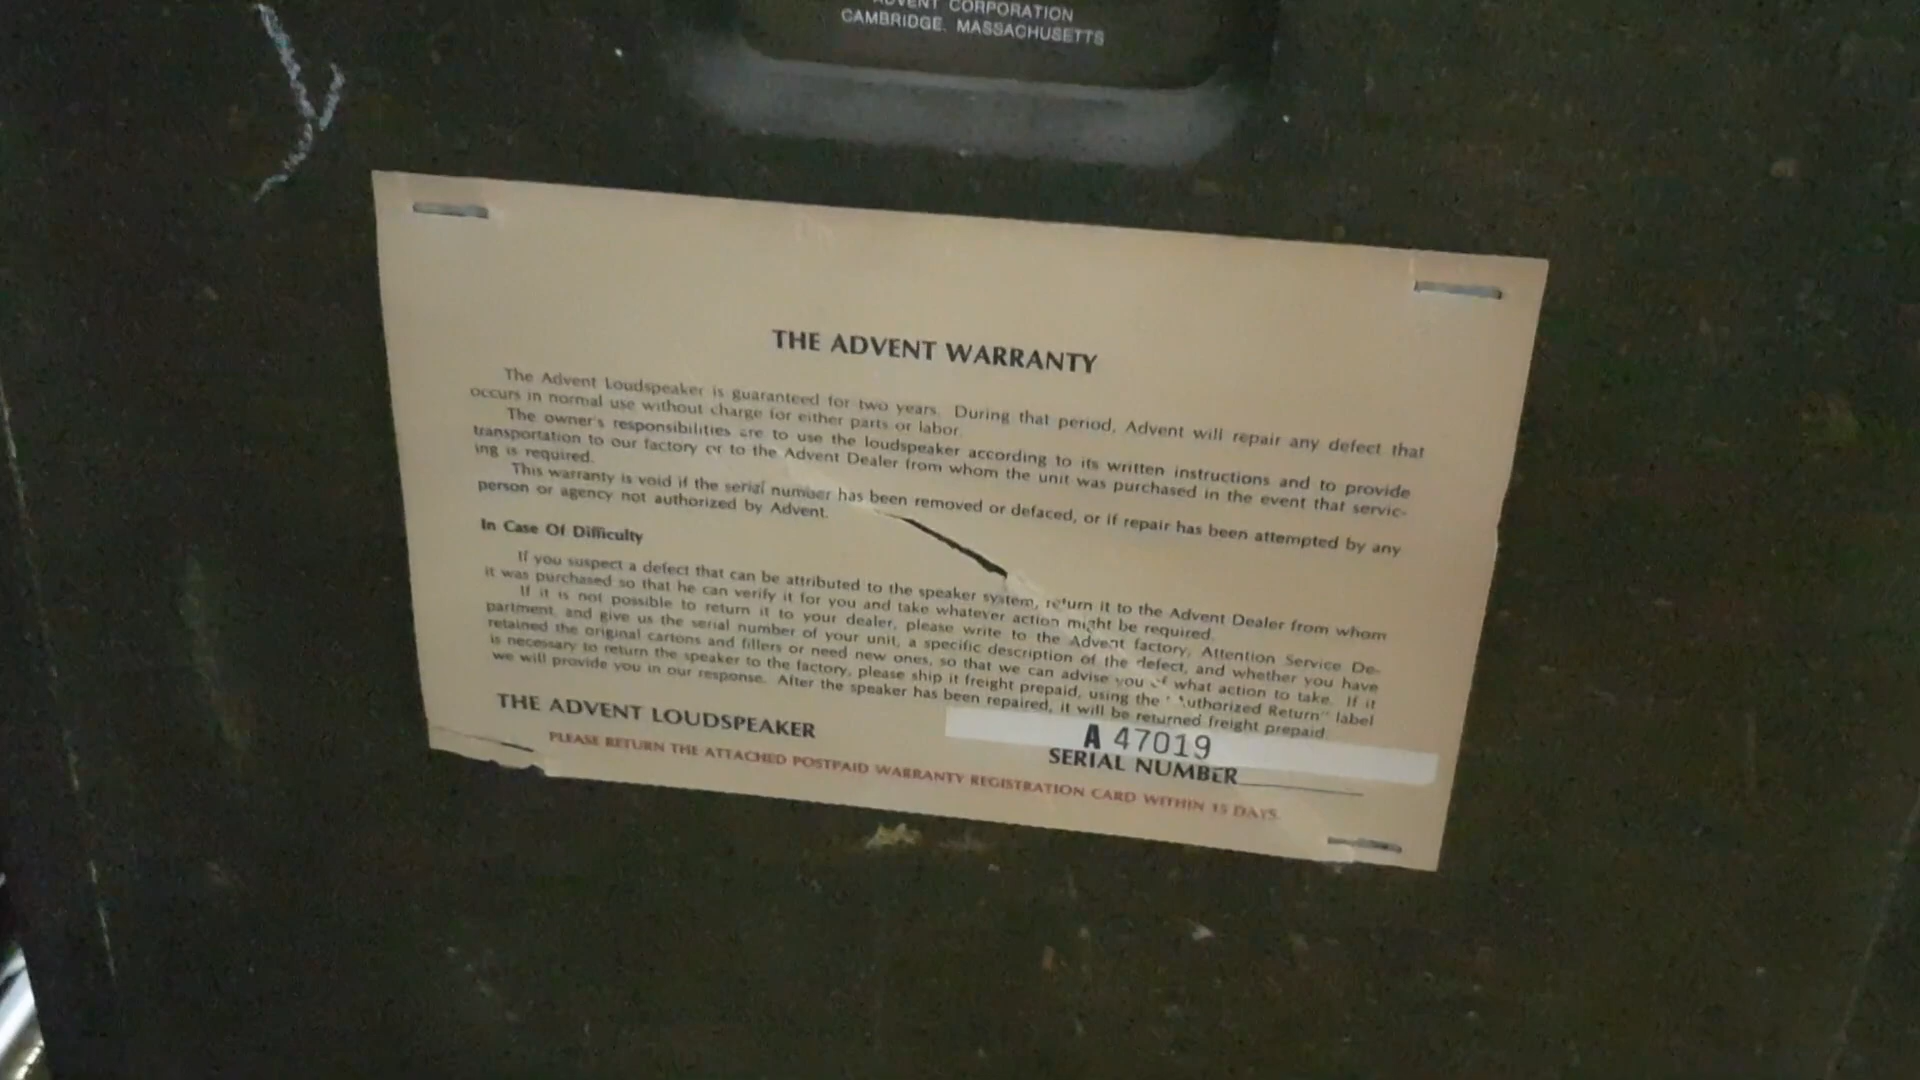 ADVENT CORPORATION
CAMBRIDGE, MASSACHUSETTS
THE ADVENT WARRANTY
The Advent Loudspeaker is guaranteed for two years. During that period, Advent will repair any defect that
occurs in normal use without charge for either parts or labor.
The owner's responsibilities are to use the loudspeaker according to its written instructions and to provide
transportation to our factory or to the Advent Dealer from whom the unit was purchased in the event that servic-
ing is required.
This warranty is void if the serial number has been removed or defaced, or if repair has been attempted by any
person or agency not authorized by Advent.
In Case Of Difficulty
If you suspect a defect that can be attributed to the speaker system, return it to the Advent Dealer from whom
it was purchased so that he can verify it for you and take whatever action might be required.
If it is not possible to return it to your dealer, please write to the Advent factory, Attention Service De-
partment, and give us the serial number of your unit, a specific description of the defect, and whether you have
retained the original cartons and fillers or need new ones, so that we can advise you of what action to take. If it
is necessary to return the speaker to the factory, please ship it freight prepaid, using the "Authorized Return" label
we will provide you in our response. After the speaker has been repaired, it will be returned freight prepaid.
THE ADVENT LOUDSPEAKER
A 47019
SERIAL NUMBER
PLEASE RETURN THE ATTACHED POSTPAID WARRANTY REGISTRATION CARD WITHIN 15 DAYS.